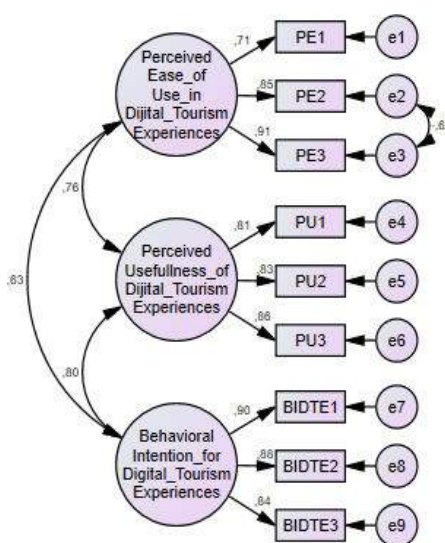 Perceived
Ease_of
Use_in
Dijital_Tourism
Experiences
,71
PE1
e1
,85
PE2
e2
,91
PE3
e3
,76
Perceived
Usefullness_of
Dijital_Tourism
Experiences
,81
PU1
e4
,83
PU2
e5
,86
PU3
e6
,63
,80
Behavioral
Intention_for
Digital_Tourism
Experiences
,90
BIDTE1
e7
,88
BIDTE2
e8
,84
BIDTE3
e9